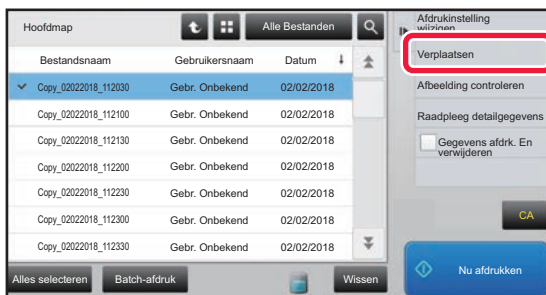 Hoofdmap
Alle Bestanden
Bestandsnaam Gebruikersnaam Datum
Copy_02022018_112030 Gebr. Onbekend 02/02/2018
Copy_02022018_112100 Gebr. Onbekend 02/02/2018
Copy_02022018_112130 Gebr. Onbekend 02/02/2018
Copy_02022018_112200 Gebr. Onbekend 02/02/2018
Copy_02022018_112230 Gebr. Onbekend 02/02/2018
Copy_02022018_112300 Gebr. Onbekend 02/02/2018
Copy_02022018_112330 Gebr. Onbekend 02/02/2018
Alles selecteren
Batch-afdruk
Wissen
Afdrukinstelling
wijzigen
Verplaatsen
Afbeelding controleren
Raadpleeg detailgegevens
Gegevens afdrk. En
verwijderen
CA
Nu afdrukken